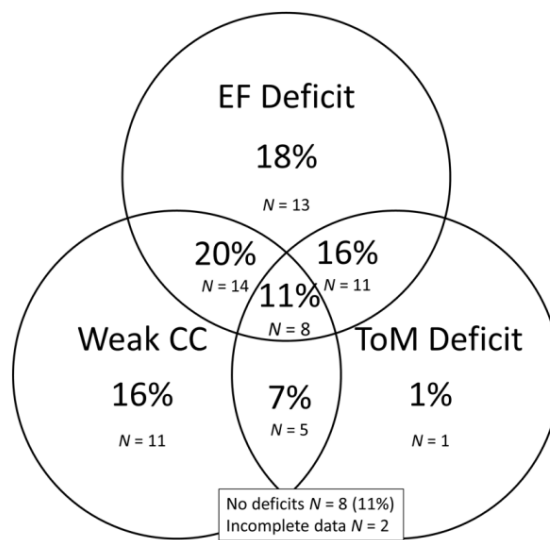 EF Deficit
18%
N = 13
20%
N = 14
16%
N = 11
11%
N = 8
Weak CC
16%
N = 11
ToM Deficit
1%
N = 1
7%
N = 5
No deficits N = 8 (11%)
Incomplete data N = 2